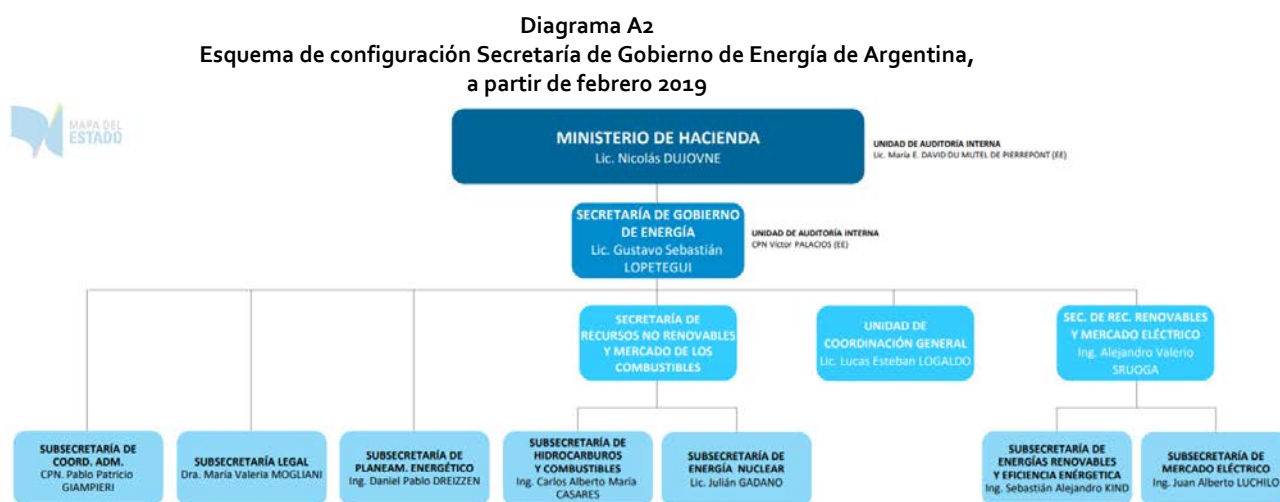 Diagrama A2
Esquema de configuración Secretaría de Gobierno de Energía de Argentina,
a partir de febrero 2019
MAPA DEL
ESTADO
MINISTERIO DE HACIENDA
Lic. Nicolás DUJOVNE
UNIDAD DE AUDITORÍA INTERNA
Lic. María E. DAVID DU MUTEL DE PIERREPONT (EE)
SECRETARÍA DE GOBIERNO
DE ENERGÍA
Lic. Gustavo Sebastián
LOPETEGUI
UNIDAD DE AUDITORÍA INTERNA
CPN Víctor PALACIOS (EE)
SECRETARÍA DE
RECURSOS NO RENOVABLES
Y MERCADO DE LOS
COMBUSTIBLES
UNIDAD DE
COORDINACIÓN GENERAL
Lic. Lucas Esteban LOGALDO
SEC. DE REC. RENOVABLES
Y MERCADO ELÉCTRICO
Ing. Alejandro Valerio
SRUOGA
SUBSECRETARÍA DE
COORD. ADM.
CPN. Pablo Patricio
GIAMPIERI
SUBSECRETARÍA LEGAL
Dra. María Valeria MOGLIANI
SUBSECRETARÍA DE
PLANEAM. ENERGÉTICO
Ing. Daniel Pablo DREIZZEN
SUBSECRETARÍA DE
HIDROCARBUROS
Y COMBUSTIBLES
Ing. Carlos Alberto María
CASARES
SUBSECRETARÍA DE
ENERGÍA NUCLEAR
Lic. Julián GADANO
SUBSECRETARÍA DE
ENERGÍAS RENOVABLES
Y EFICIENCIA ENÉRGETICA
Ing. Sebastián Alejandro KIND
SUBSECRETARÍA DE
MERCADO ELÉCTRICO
Ing. Juan Alberto LUCHILO